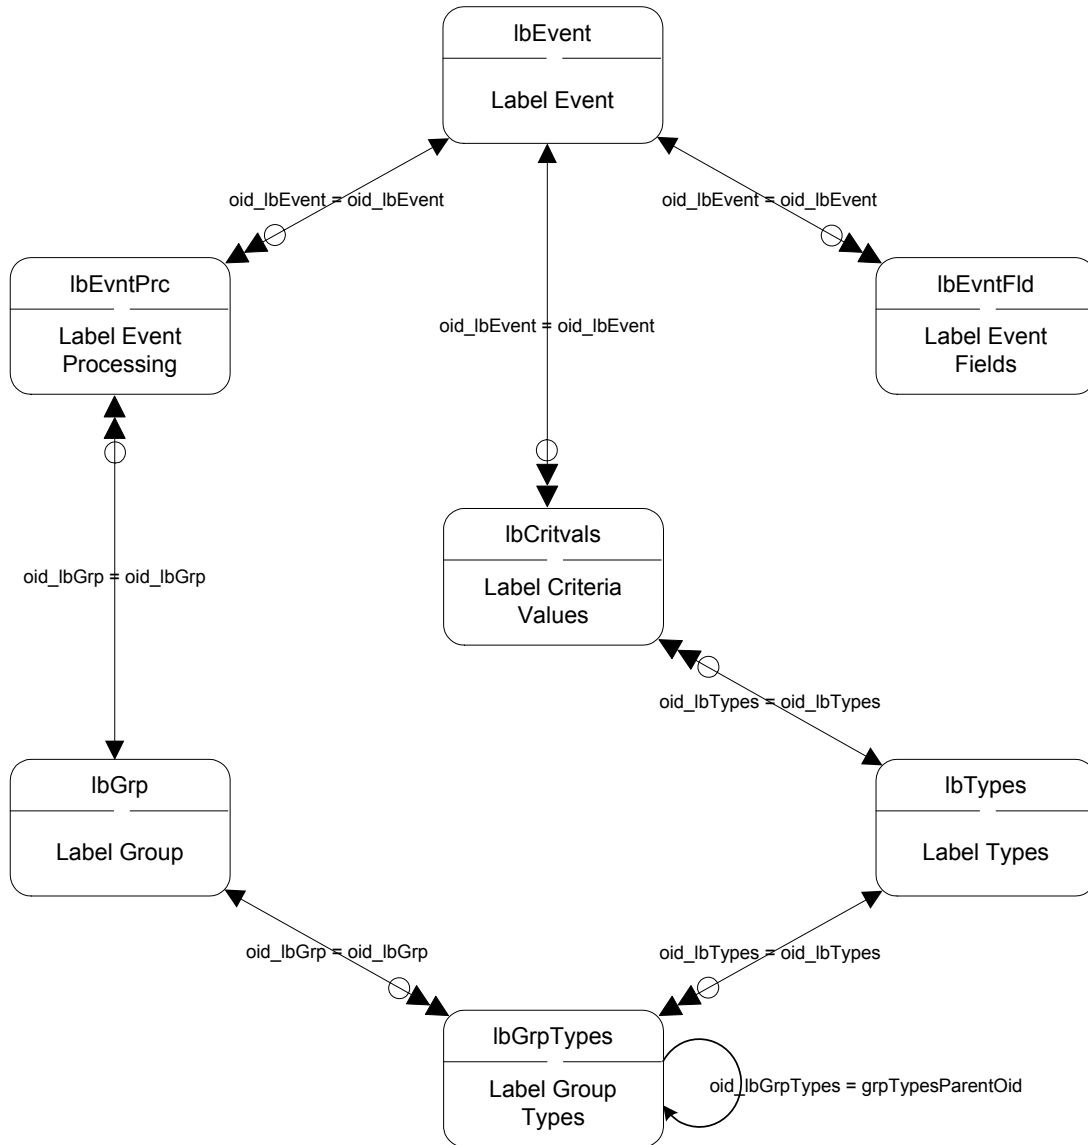 lbEvent
Label Event
oid_lbEvent = oid_lbEvent
oid_lbEvent = oid_lbEvent
lbEvntPrc
Label Event
Processing
oid_lbEvent = oid_lbEvent
lbEvntFld
Label Event
Fields
lbCritvals
Label Criteria
Values
oid_lbGrp = oid_lbGrp
oid_lbTypes = oid_lbTypes
lbGrp
Label Group
lbTypes
Label Types
oid_lbGrp = oid_lbGrp
oid_lbTypes = oid_lbTypes
lbGrpTypes
Label Group
Types
oid_lbGrpTypes = grpTypesParentOid